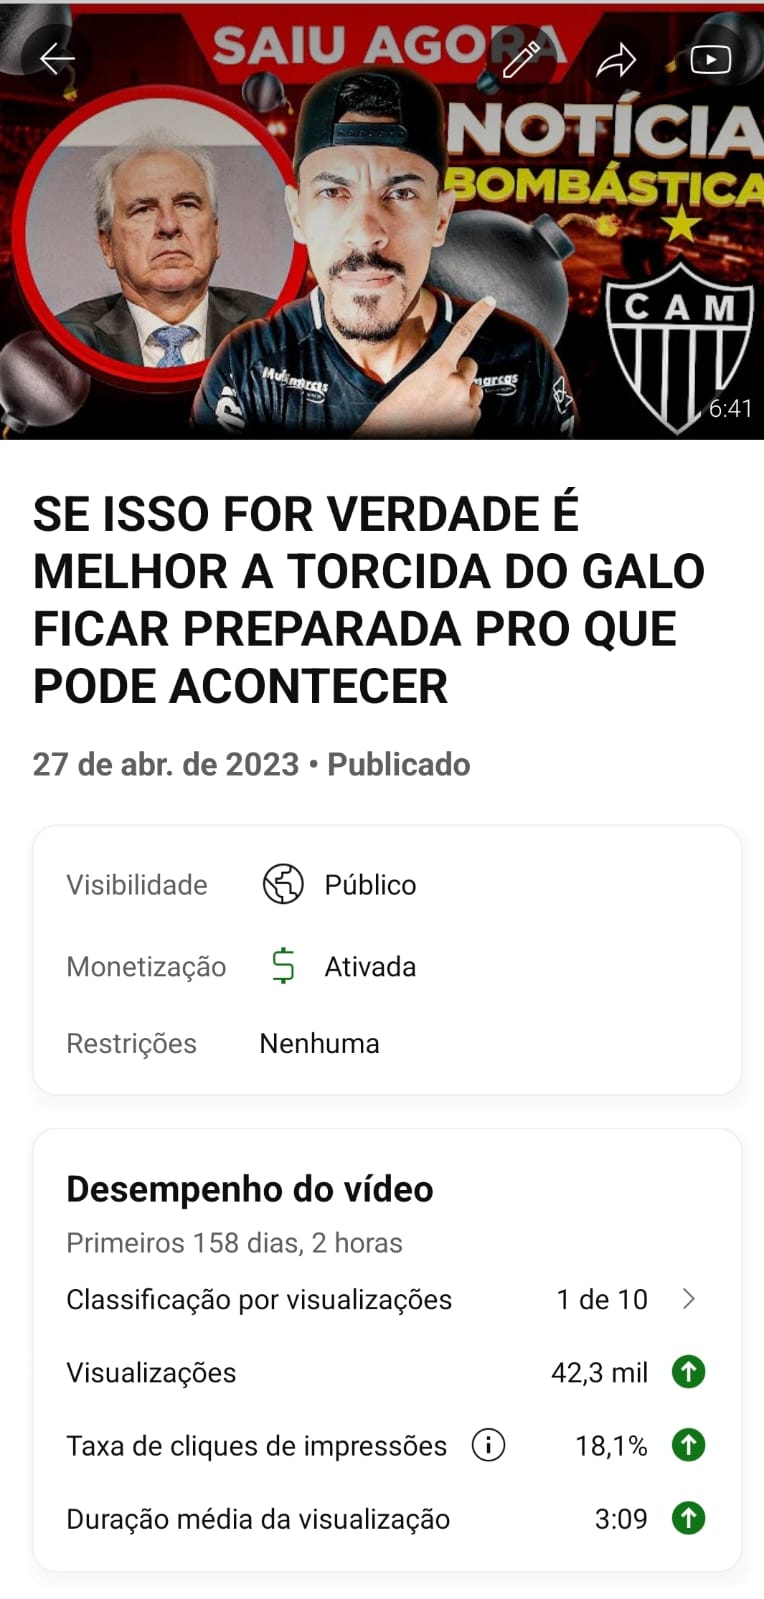 SAIU AGORA
NOTÍCIA
BOMBÁSTICA
CAM
Multimarcas
marcas
6:41
SE ISSO FOR VERDADE É
MELHOR A TORCIDA DO GALO
FICAR PREPARADA PRO QUE
PODE ACONTECER
27 de abr. de 2023 • Publicado
Visibilidade Público
Monetização Ativada
Restrições Nenhuma
Desempenho do vídeo
Primeiros 158 dias, 2 horas
Classificação por visualizações 1 de 10
Visualizações 42,3 mil
Taxa de cliques de impressões 18,1%
Duração média da visualização 3:09